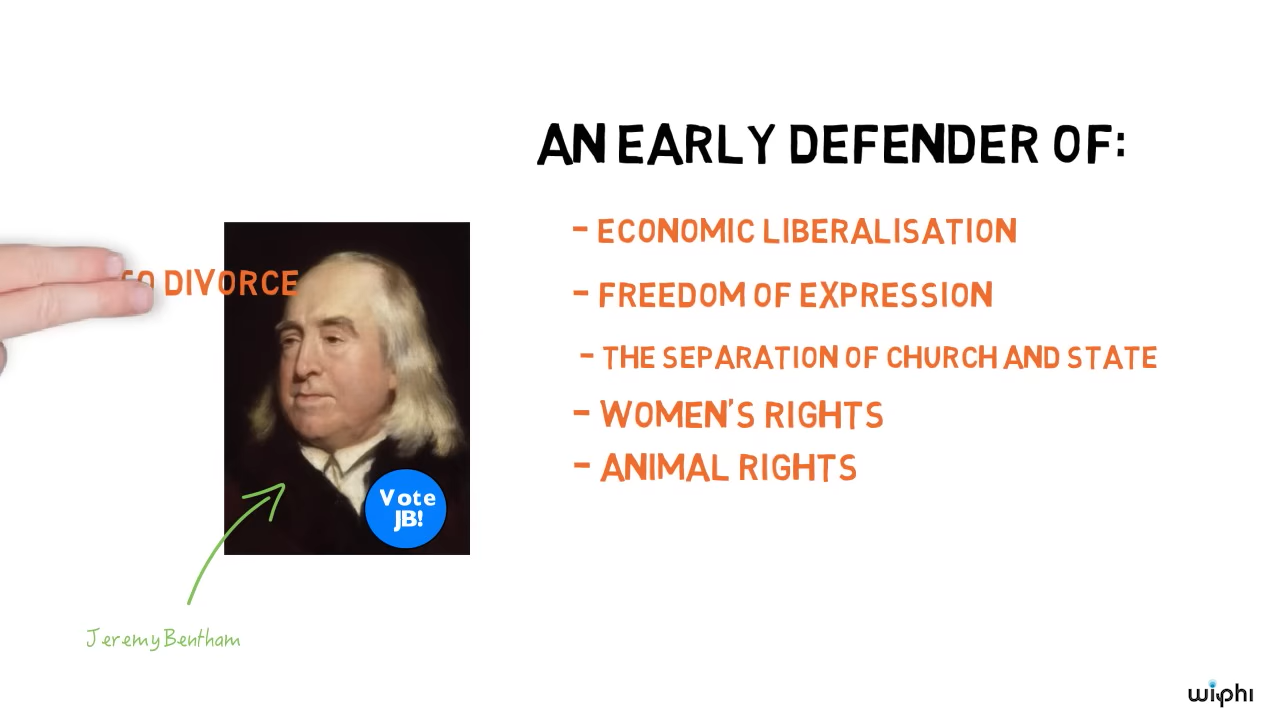 AN EARLY DEFENDER OF:
- ECONOMIC LIBERALISATION
- FREEDOM OF EXPRESSION
- THE SEPARATION OF CHURCH AND STATE
- WOMEN'S RIGHTS
- ANIMAL RIGHTS
DIVORCE
Vote
JB!
Jeremy Bentham
wiphi